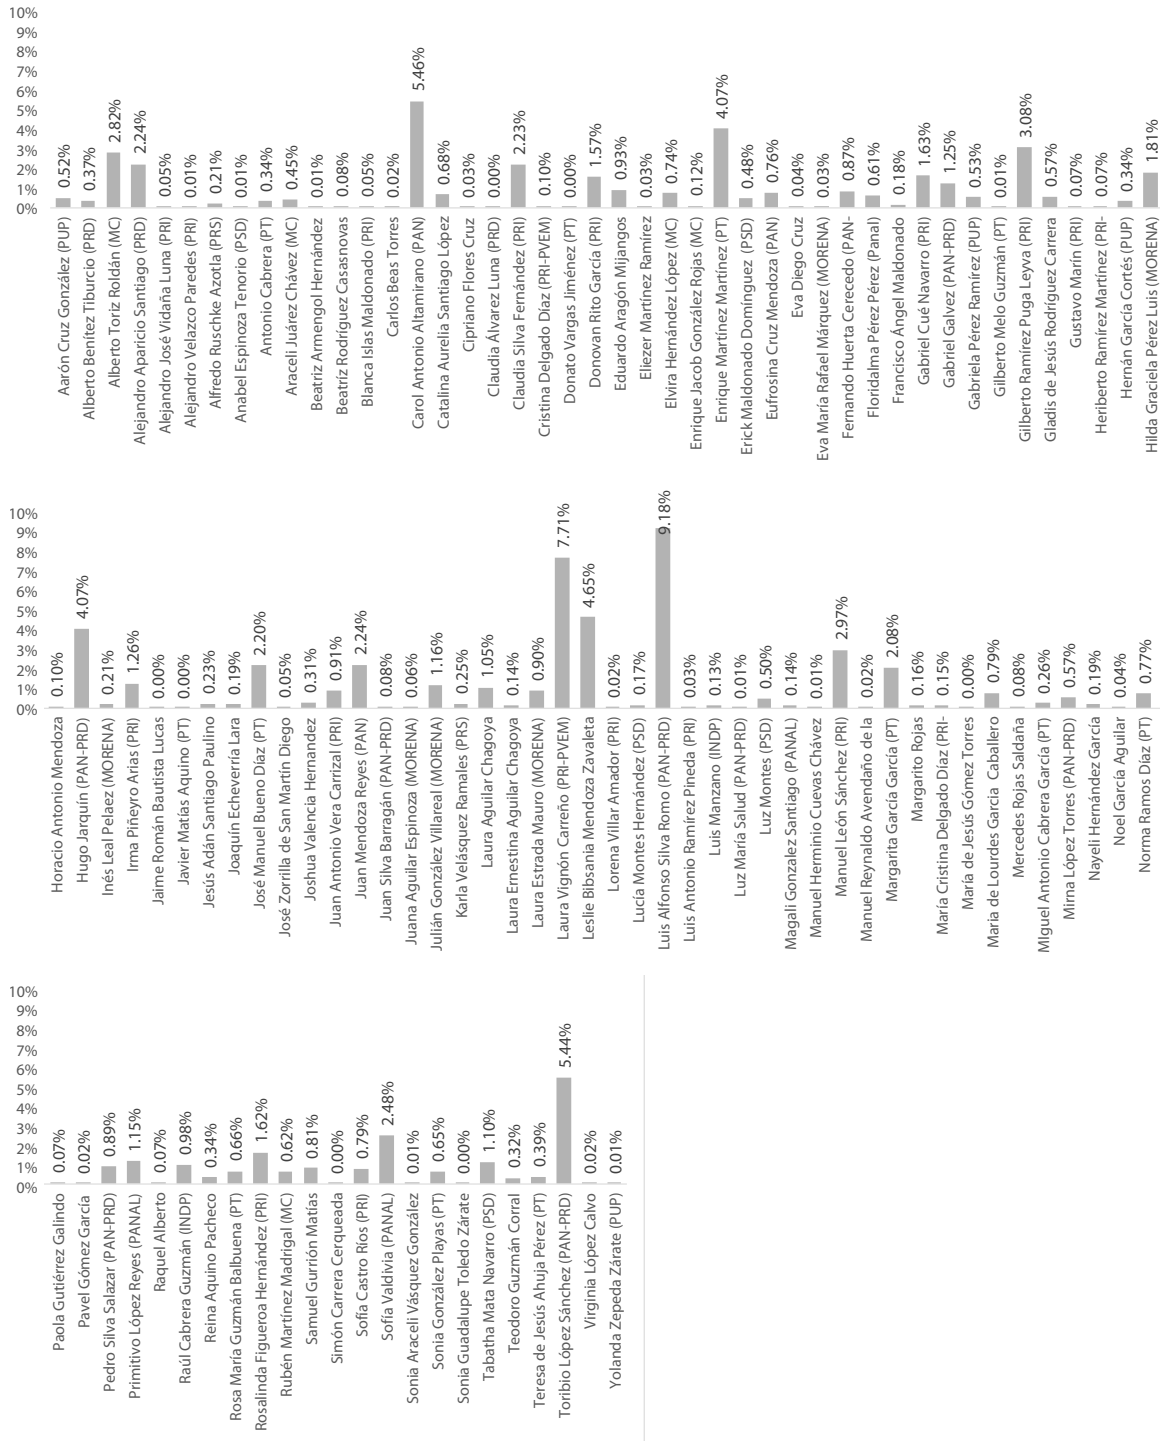 10%
9%
8%
7%
6%
5%
4%
3%
2%
1%
0%
0.52%
0.37%
2.82%
2.24%
0.05%
0.01%
0.21%
0.01%
0.34%
0.45%
0.01%
0.08%
0.05%
0.02%
5.46%
0.68%
0.03%
0.00%
2.23%
0.10%
0.00%
1.57%
0.93%
0.03%
0.74%
0.12%
4.07%
0.48%
0.76%
0.04%
0.03%
0.87%
0.61%
0.18%
1.63%
1.25%
0.53%
0.01%
3.08%
0.57%
0.07%
0.07%
0.34%
1.81%
Aarón Cruz González (PUP)
Alberto Benítez Tiburcio (PRD)
Alberto Toríz Roldán (MC)
Alejandro Aparicio Santiago (PRD)
Alejandro José Vidaña Luna (PRI)
Alejandro Velazco Paredes (PRI)
Alfredo Ruschke Azotla (PRS)
Anabel Espinoza Tenorio (PSD)
Antonio Cabrera (PT)
Araceli Juárez Chávez (MC)
Beatriz Armengol Hernández
Beatríz Rodríguez Casasnovas
Blanca Islas Maldonado (PRI)
Carlos Beas Torres
Carol Antonio Altamirano (PAN)
Catalina Aurelia Santiago López
Cipriano Flores Cruz
Claudia Álvarez Luna (PRD)
Claudia Silva Fernández (PRI)
Cristina Delgado Díaz (PRI-PVEM)
Donato Vargas Jiménez (PT)
Donovan Rito García (PRI)
Eduardo Aragón Mijangos
Eliezer Martínez Ramírez
Elvira Hernández López (MC)
Enrique Jacob González Rojas (MC)
Enrique Martínez Martínez (PT)
Erick Maldonado Domínguez (PSD)
Eufrosina Cruz Mendoza (PAN)
Eva Diego Cruz
Eva María Rafael Márquez (MORENA)
Fernando Huerta Cerecedo (PAN-
Floridalma Pérez Pérez (Panal)
Francisco Ángel Maldonado
Gabriel Cué Navarro (PRI)
Gabriel Galvez (PAN-PRD)
Gabriela Pérez Ramírez (PUP)
Gilberto Melo Guzmán (PT)
Gilberto Ramírez Puga Leyva (PRI)
Gladis de Jesús Rodríguez Carrera
Gustavo Marín (PRI)
Heriberto Ramírez Martínez (PRI-
Hernán García Cortés (PUP)
Hilda Graciela Pérez Luis (MORENA)
10%
9%
8%
7%
6%
5%
4%
3%
2%
1%
0%
0.10%
4.07%
0.21%
1.26%
0.00%
0.00%
0.23%
0.19%
2.20%
0.05%
0.31%
0.91%
2.24%
0.08%
0.06%
1.16%
0.25%
1.05%
0.14%
0.90%
7.71%
4.65%
0.02%
0.17%
9.18%
0.03%
0.13%
0.01%
0.50%
0.14%
0.01%
2.97%
0.02%
2.08%
0.16%
0.15%
0.00%
0.79%
0.08%
0.26%
0.57%
0.19%
0.04%
0.77%
Horacio Antonio Mendoza
Hugo Jarquín (PAN-PRD)
Inés Leal Pelaez (MORENA)
Irma Piñeyro Arias (PRI)
Jaime Román Bautista Lucas
Javier Matías Aquino (PT)
Jesús Adán Santiago Paulino
Joaquín Echeverría Lara
José Manuel Bueno Díaz (PT)
José Zorrilla de San Martín Diego
Joshua Valencia Hernandez
Juan Antonio Vera Carrizal (PRI)
Juan Mendoza Reyes (PAN)
Juan Silva Barragán (PAN-PRD)
Juana Aguilar Espinoza (MORENA)
Julián González Villareal (MORENA)
Karla Velásquez Ramales (PRS)
Laura Aguilar Chagoya
Laura Ernestina Aguilar Chagoya
Laura Estrada Mauro (MORENA)
Laura Vignón Carreño (PRI-PVEM)
Leslie Bibsania Mendoza Zavaleta
Lorena Villar Amador (PRI)
Lucía Montes Hernández (PSD)
Luis Alfonso Silva Romo (PAN-PRD)
Luis Antonio Ramírez Pineda (PRI)
Luis Manzano (INDP)
Luz María Salud (PAN-PRD)
Luz Montes (PSD)
Magali Gonzalez Santiago (PANAL)
Manuel Herminio Cuevas Chávez
Manuel León Sánchez (PRI)
Manuel Reynaldo Avendaño de la
Margarita García García (PT)
Margarito Rojas
María Cristina Delgado Díaz (PRI-
María de Jesús Gómez Torres
Maria de Lourdes Garcia Caballero
Mercedes Rojas Saldaña
Miguel Antonio Cabrera García (PT)
Mirna López Torres (PAN-PRD)
Nayeli Hernández García
Noel García Aguilar
Norma Ramos Díaz (PT)
10%
9%
8%
7%
6%
5%
4%
3%
2%
1%
0%
0.07%
0.02%
0.89%
1.15%
0.07%
0.98%
0.34%
0.66%
1.62%
0.62%
0.81%
0.00%
0.79%
2.48%
0.01%
0.65%
0.00%
1.10%
0.32%
0.39%
5.44%
0.02%
0.01%
Paola Gutiérrez Galindo
Pavel Gómez García
Pedro Silva Salazar (PAN-PRD)
Primitivo López Reyes (PANAL)
Raquel Alberto
Raúl Cabrera Guzmán (INDP)
Reina Aquino Pacheco
Rosa María Guzmán Balbuena (PT)
Rosalinda Figueroa Hernández (PRI)
Rubén Martínez Madrigal (MC)
Samuel Gurrión Matías
Simón Carrera Cerqueada
Sofía Castro Ríos (PRI)
Sofía Valdivia (PANAL)
Sonia Araceli Vásquez González
Sonia González Playas (PT)
Sonia Guadalupe Toledo Zárate
Tabatha Mata Navarro (PSD)
Teodoro Guzmán Corral
Teresa de Jesús Ahuja Pérez (PT)
Toribio López Sánchez (PAN-PRD)
Virginia López Calvo
Yolanda Zepeda Zárate (PUP)